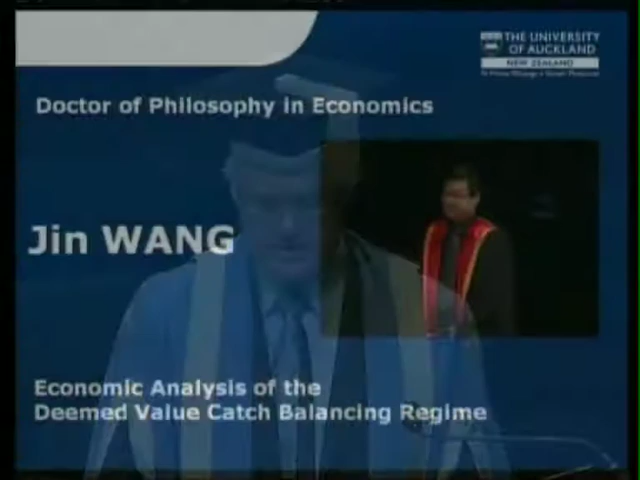 THE UNIVERSITY
OF AUCKLAND
NEW ZEALAND
Doctor of Philosophy in Economics
Jin WANG
Economic Analysis of the
Deemed Value Catch Balancing Regime